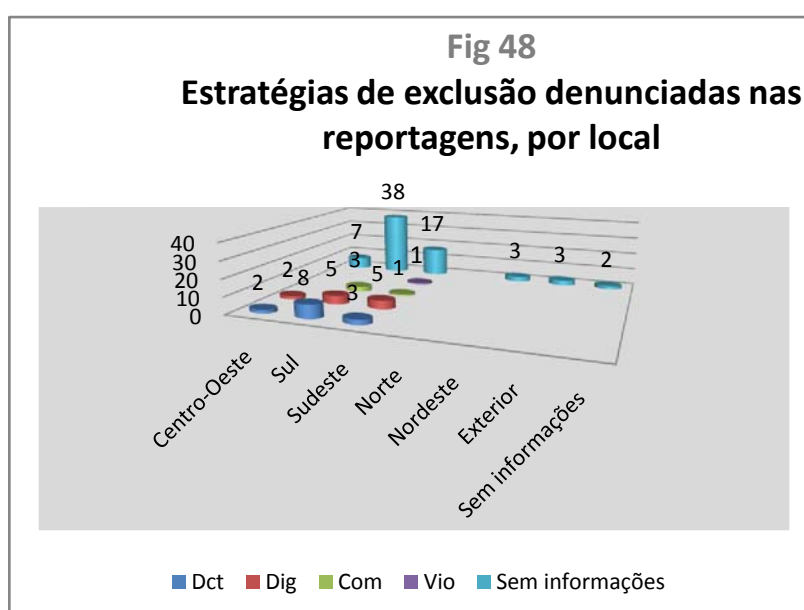 Fig 48
Estratégias de exclusão denunciadas nas
reportagens, por local
38
7 17
40
30
20
10
0
2 2 8 5 3 3 5 1 1 3 3 2
Centro-Oeste
Sul
Sudeste
Norte
Nordeste
Exterior
Sem informações
Dct Dig Com Vio Sem informações